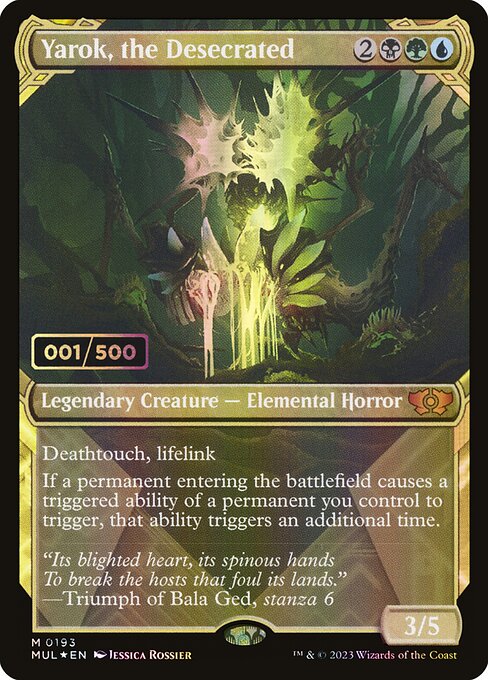 Yarok, the Desecrated 2
001/500
Legendary Creature — Elemental Horror
Deathtouch, lifelink
If a permanent entering the battlefield causes a
triggered ability of a permanent you control to
trigger, that ability triggers an additional time.
“Its blighted heart, its spinous hands
To break the hosts that foul its lands.”
—Triumph of Bala Ged, stanza 6
3/5
M 0193
MUL★EN Jessica Rossier
™ & © 2023 Wizards of the Coast